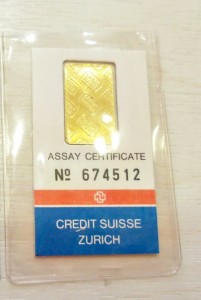 ASSAY CERTIFICATE
Nº 674512
CREDIT SUISSE
ZURICH